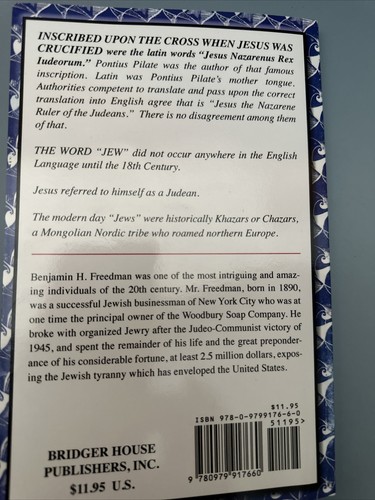 INSCRIBED UPON THE CROSS WHEN JESUS WAS
CRUCIFIED were the latin words "Jesus Nazarenus Rex
Iudeorum." Pontius Pilate was the author of that famous
inscription. Latin was Pontius Pilate's mother tongue.
Authorities competent to translate and pass upon the correct
translation into English agree that is "Jesus the Nazarene
Ruler of the Judeans." There is no disagreement among them
of that.
THE WORD "JEW" did not occur anywhere in the English
Language until the 18th Century.
Jesus referred to himself as a Judean.
The modern day "Jews" were historically Khazars or Chazars,
a Mongolian Nordic tribe who roamed northern Europe.
Benjamin H. Freedman was one of the most intriguing and amaz-
ing individuals of the 20th century. Mr. Freedman, born in 1890,
was a successful Jewish businessman of New York City who was at
one time the principal owner of the Woodbury Soap Company. He
broke with organized Jewry after the Judeo-Communist victory of
1945, and spent the remainder of his life and the great preponder-
ance of his considerable fortune, at least 2.5 million dollars, expos-
ing the Jewish tyranny which has enveloped the United States.
$11.95
ISBN 978-0-9799176-6-0
51195>
9 780979 917660
BRIDGER HOUSE
PUBLISHERS, INC.
$11.95 U.S.